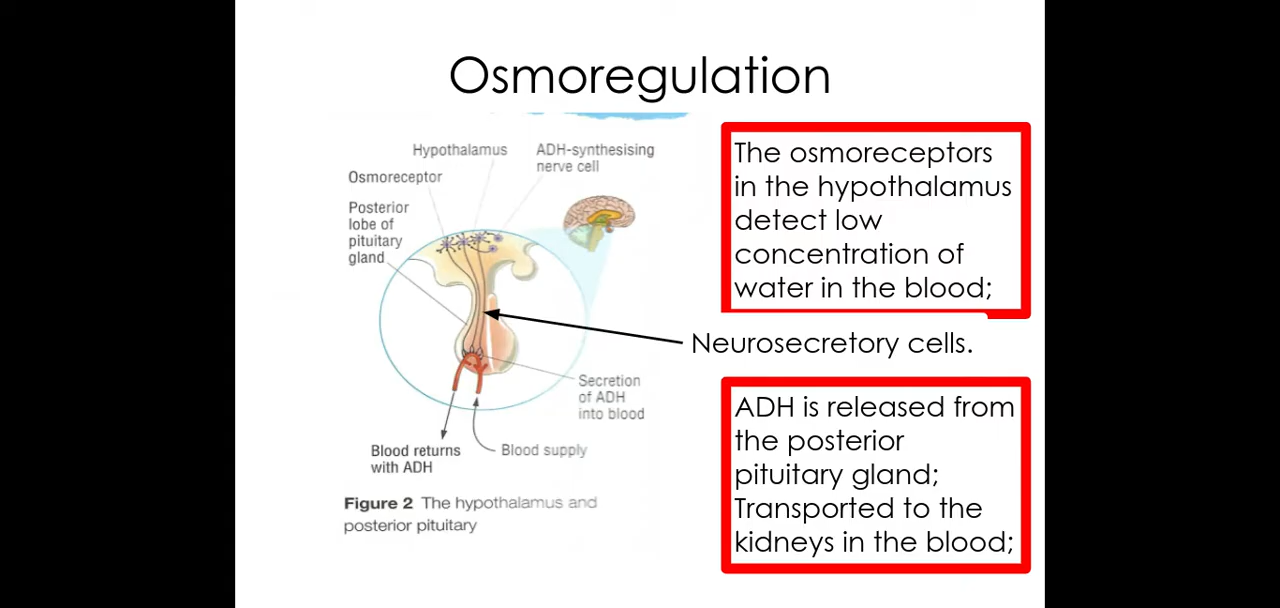 Osmoregulation
Hypothalamus
ADH-synthesising
nerve cell
Osmoreceptor
Posterior
lobe of
pituitary
gland
The osmoreceptors
in the hypothalamus
detect low
concentration of
water in the blood;
Neurosecretory cells.
Secretion
of ADH
into blood
Blood returns
with ADH
Blood supply
Figure 2 The hypothalamus and
posterior pituitary
ADH is released from
the posterior
pituitary gland;
Transported to the
kidneys in the blood;